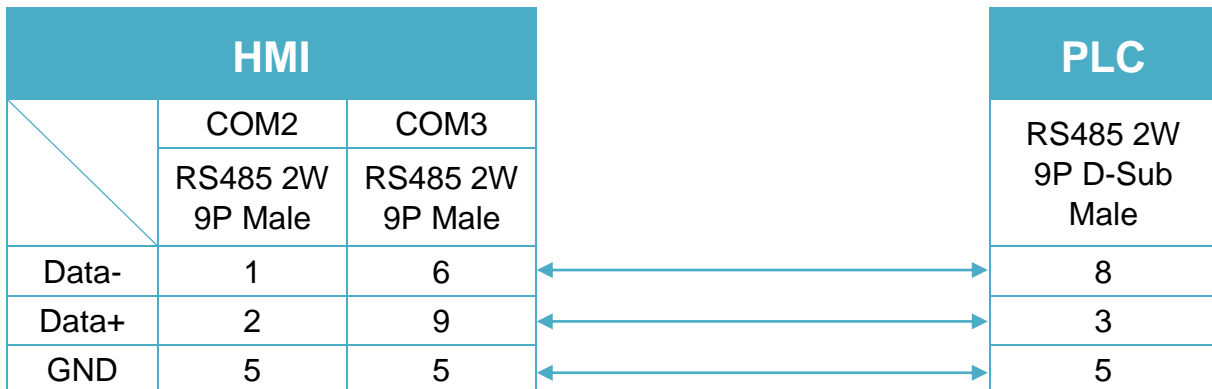 HMI PLC
COM2 COM3
RS485 2W
9P Male
RS485 2W
9P Male
RS485 2W
9P D-Sub
Male
Data- 1 6 8
Data+ 2 9 3
GND 5 5 5